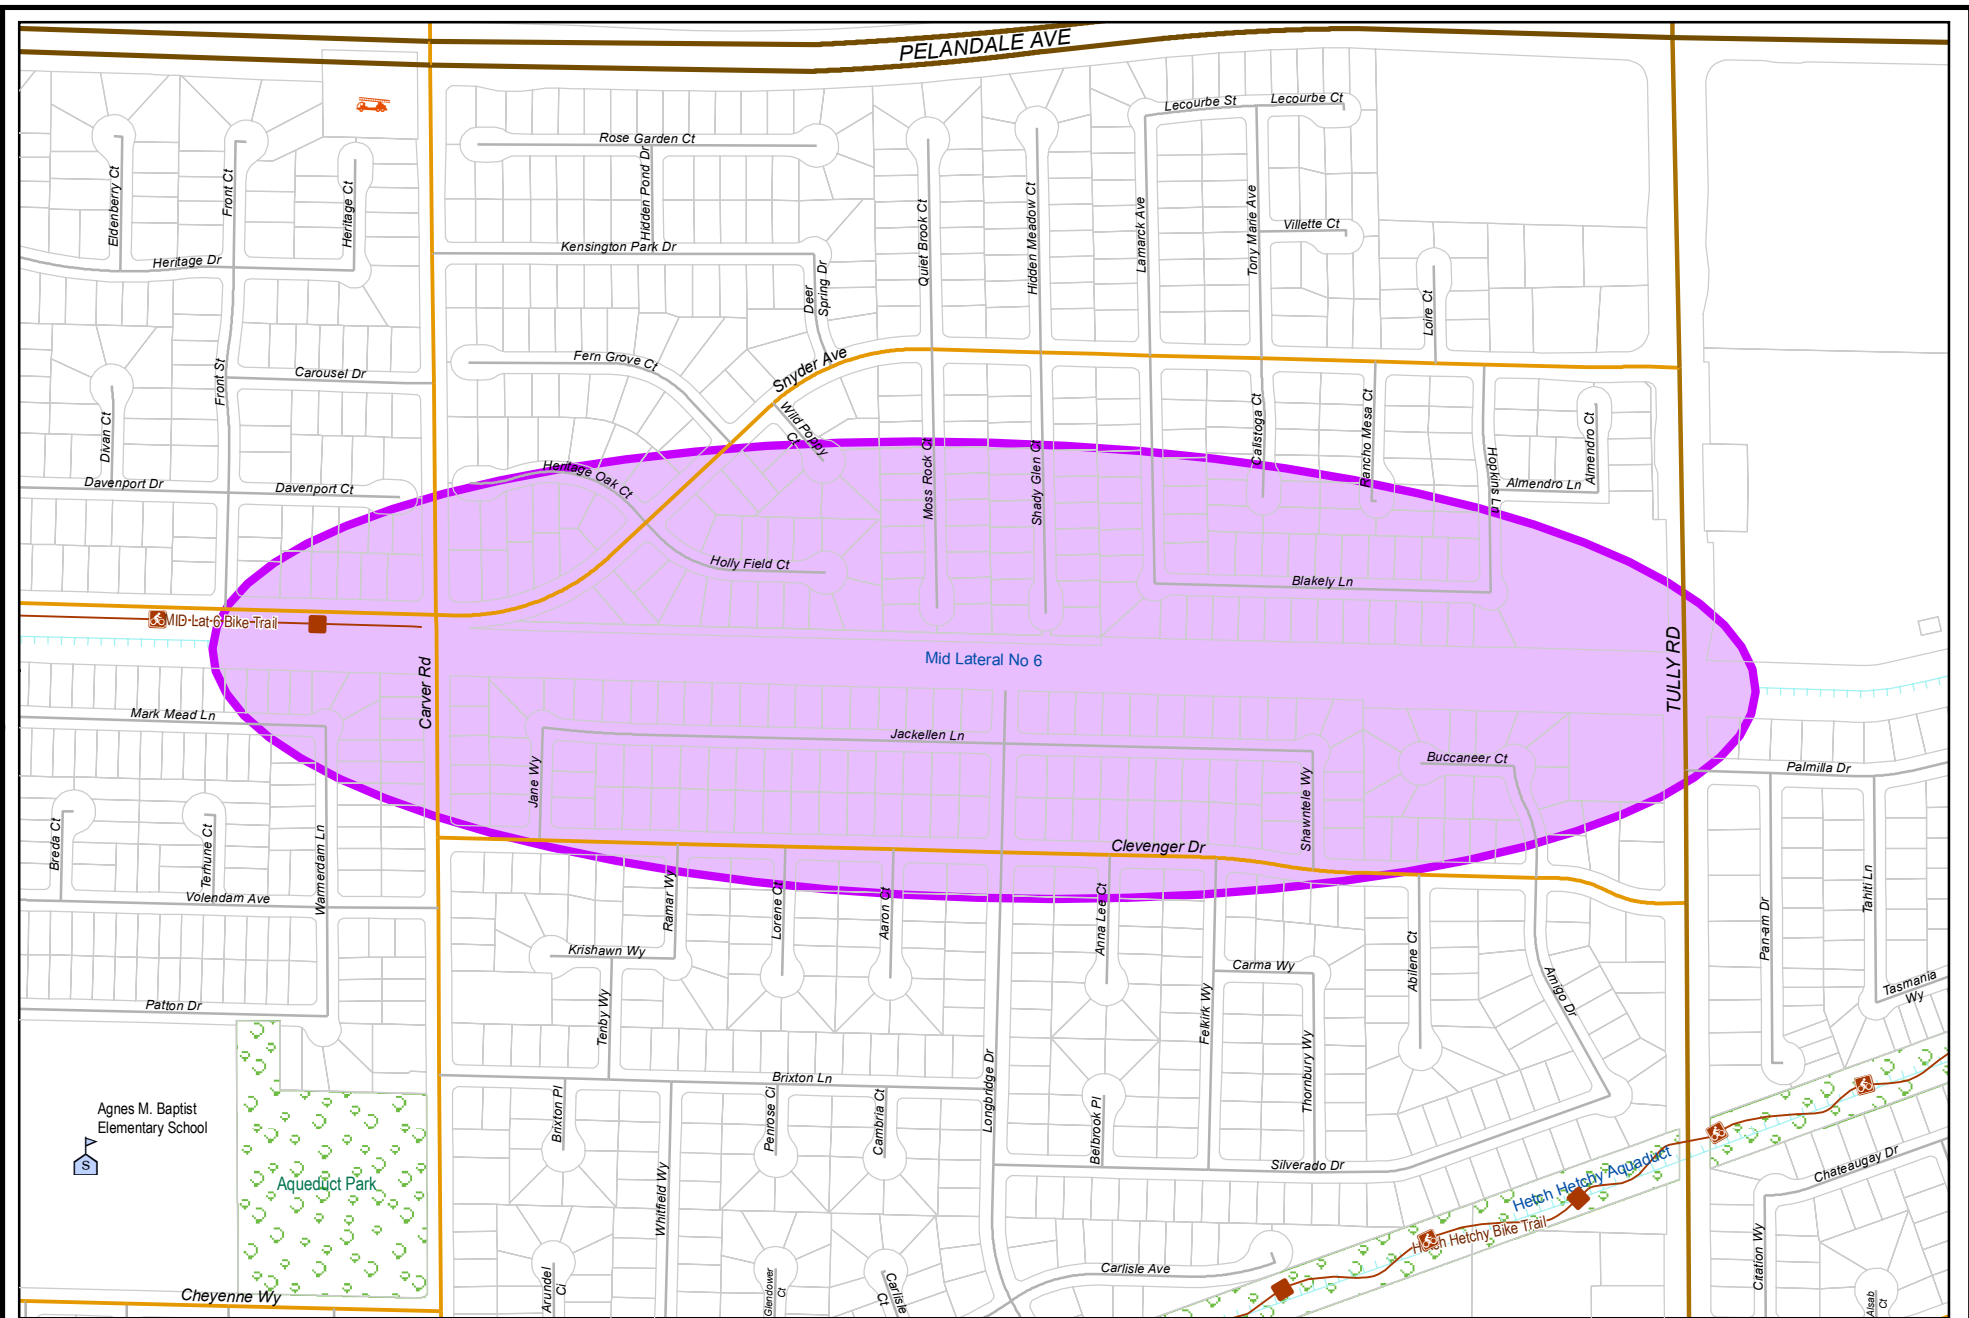 PELANDALE AVE
Lecourbe St
Lecourbe Ct
Rose Garden Ct
Hidden Pond Dr
Eldenberry Ct
Front Ct
Heritage Ct
Quiet Brook Ct
Hidden Meadow Ct
Lamarck Ave
Tony Marie Ave
Villette Ct
Kensington Park Dr
Heritage Dr
Deer
Spring Dr
Loire Ct
Snyder Ave
Fern Grove Ct
Front St
Carousel Dr
Wild Poppy
Ct
Divan Ct
Moss Rock Ct
Shady Glen Ct
Calistoga Ct
Rancho Mesa Ct
Hopkins Ln
Almendro Ct
Almendro Ln
Heritage Oak Ct
Davenport Dr
Davenport Ct
Holly Field Ct
Blakely Ln
MID Lat 6 Bike Trail
Mid Lateral No 6
Carver Rd
TULLY RD
Mark Mead Ln
Jackellen Ln
Jane Wy
Buccaneer Ct
Palmilla Dr
Shawntele Wy
Clevenger Dr
Breda Ct
Terhune Ct
Warmerdam Ln
Volendam Ave
Ramar Wy
Lorene Ct
Aaron Ct
Anna Lee Ct
Tahiti Ln
Pan-am Dr
Krishawn Wy
Carma Wy
Abilene Ct
Amigo Dr
Tasmania
Wy
Patton Dr
Tenby Wy
Felkirk Wy
Thornbury Wy
Longbridge Dr
Brixton Ln
Brixton Pl
Penrose Ci
Cambria Ct
Belbrook Pl
Agnes M. Baptist
Elementary School
S
Aqueduct Park
Whitfield Wy
Silverado Dr
Hetch Hetchy Aquaduct
Hetch Hetchy Bike Trail
Chateaugay Dr
Citation Wy
Carlisle Ave
Arundel
Ci
Glendower
Ct
Carlisle
Ct
Alsab
Ct
Cheyenne Wy